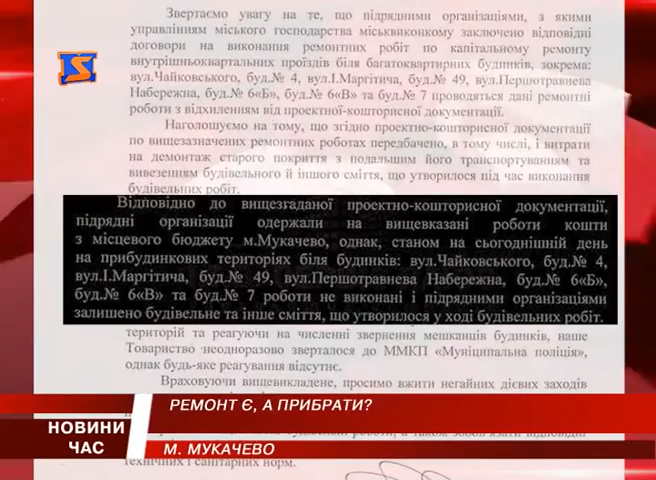 Звертаємо увагу на те, що підрядними організаціями, з якими
управлінням міського господарства міськвиконкому заключено відповідні
договори на виконання ремонтних робіт по капітальному ремонту
внутрішньоквартальних проїздів біля багатоквартирних будинків, зокрема:
вул.Чайковського, буд.№ 4, вул.І.Маргітича, буд.№ 49, вул.Першотравнева
Набережна, буд.№ 6«Б», буд.№ 6«В» та буд.№ 7 проводяться дані ремонтні
роботи з відхиленням від проектної-кошторисної документації.
Наголошуємо на тому, що згідно проектно-кошторисної документації
по вищезазначених ремонтних роботах передбачено, в тому числі, і витрати
на демонтаж старого покриття з подальшим його транспортуванням та
вивезенням будівельного й іншого сміття, що утворилося під час виконання
будівельних робіт.
Відповідно до вищезгаданої проектно-кошторисної документації,
підрядні організації одержали на вищевказані роботи кошти
з місцевого бюджету м.Мукачево, однак, станом на сьогоднішній день
на прибудинкових територіях біля будинків: вул.Чайковського, буд.№ 4,
вул.І.Маргітича, буд.№ 49, вул.Першотравнева Набережна, буд.№ 6«Б»,
буд.№ 6«В» та буд.№ 7 роботи не виконані і підрядними організаціями
залишено будівельне та інше сміття, що утворилося у ході будівельних робіт.
територій та реагуючи на численні звернення мешканців будинків, наше
Товариство неодноразово зверталося до ММКП «Муніципальна поліція»,
однак будь-яке реагування відсутнє.
Враховуючи вищевикладене, просимо вжити негайних дієвих заходів
РЕМОНТ Є, А ПРИБРАТИ?
НОВИНИ
ЧАС
М. МУКАЧЕВО
технічних і санітарних норм.